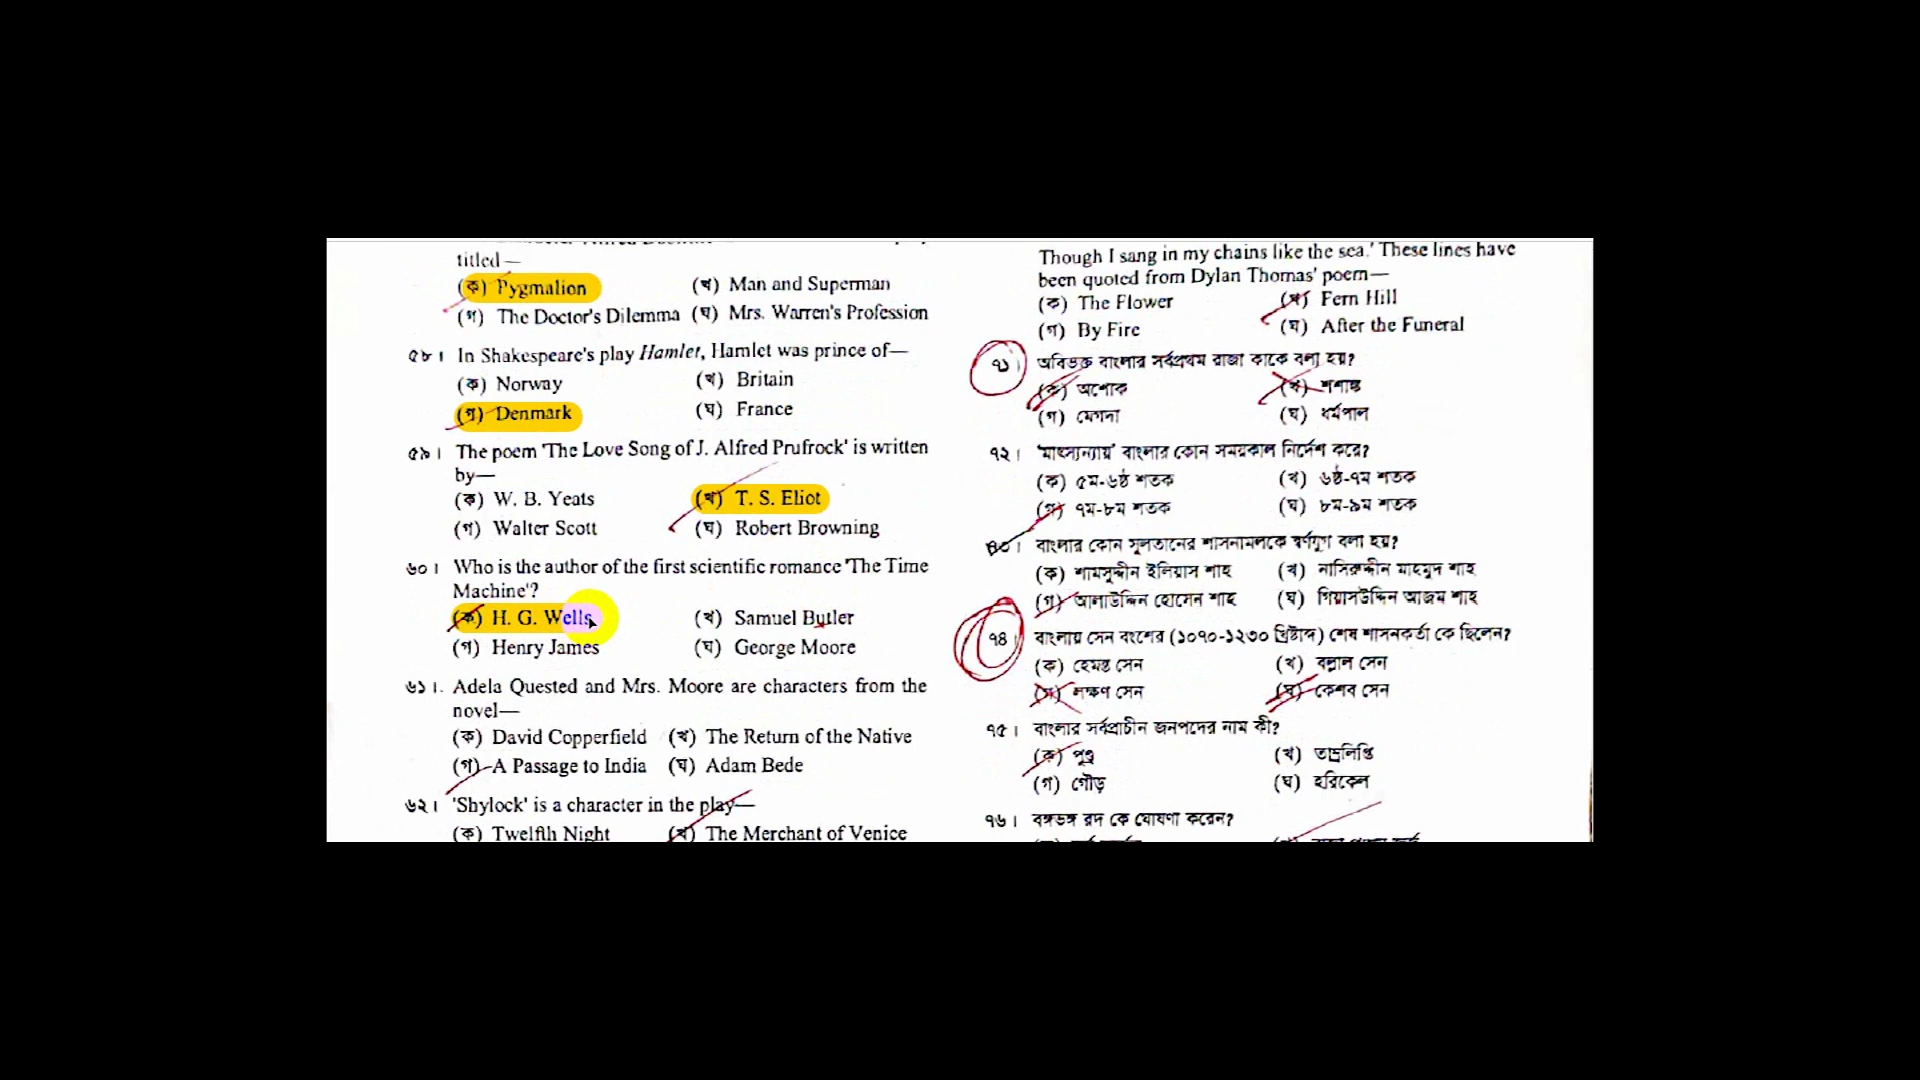 titled—
(ক) Pygmalion (খ) Man and Superman
(গ) The Doctor's Dilemma (ঘ) Mrs. Warren's Profession
৫৮। In Shakespeare's play Hamlet, Hamlet was prince of—
(ক) Norway (খ) Britain
(গ) Denmark (ঘ) France
৫৯। The poem 'The Love Song of J. Alfred Prufrock' is written
by—
(ক) W. B. Yeats (খ) T. S. Eliot
(গ) Walter Scott (ঘ) Robert Browning
৬০। Who is the author of the first scientific romance 'The Time
Machine'?
(ক) H. G. Wells (খ) Samuel Butler
(গ) Henry James (ঘ) George Moore
৬১। Adela Quested and Mrs. Moore are characters from the
novel—
(ক) David Copperfield (খ) The Return of the Native
(গ) A Passage to India (ঘ) Adam Bede
৬২। 'Shylock' is a character in the play—
(ক) Twelfth Night (খ) The Merchant of Venice
Though I sang in my chains like the sea.' These lines have
been quoted from Dylan Thomas' poem—
(ক) The Flower (খ) Fern Hill
(গ) By Fire (ঘ) After the Funeral
৭১। অবিভক্ত বাংলার সর্বপ্রথম রাজা কাকে বলা হয়?
(ক) অশোক (খ) শশাঙ্ক
(গ) মেগদা (ঘ) ধর্মপাল
৭২। 'মাৎস্যন্যায়' বাংলার কোন সময়কাল নির্দেশ করে?
(ক) ৫ম-৬ষ্ঠ শতক (খ) ৬ষ্ঠ-৭ম শতক
(গ) ৭ম-৮ম শতক (ঘ) ৮ম-৯ম শতক
৭৩। বাংলার কোন সুলতানের শাসনামলকে স্বর্ণযুগ বলা হয়?
(ক) শামসুদ্দীন ইলিয়াস শাহ (খ) নাসিরুদ্দীন মাহমুদ শাহ
(গ) আলাউদ্দিন হোসেন শাহ (ঘ) গিয়াসউদ্দিন আজম শাহ
৭৪। বাংলায় সেন বংশের (১০৭০-১২৩০ খ্রিষ্টাব্দ) শেষ শাসনকর্তা কে ছিলেন?
(ক) হেমন্ত সেন (খ) বল্লাল সেন
(গ) লক্ষণ সেন (ঘ) কেশব সেন
৭৫। বাংলার সর্বপ্রাচীন জনপদের নাম কী?
(ক) পুণ্ড্র (খ) তাম্রলিপ্তি
(গ) গৌড় (ঘ) হরিকেল
৭৬। বঙ্গভঙ্গ রদ কে ঘোষণা করেন?